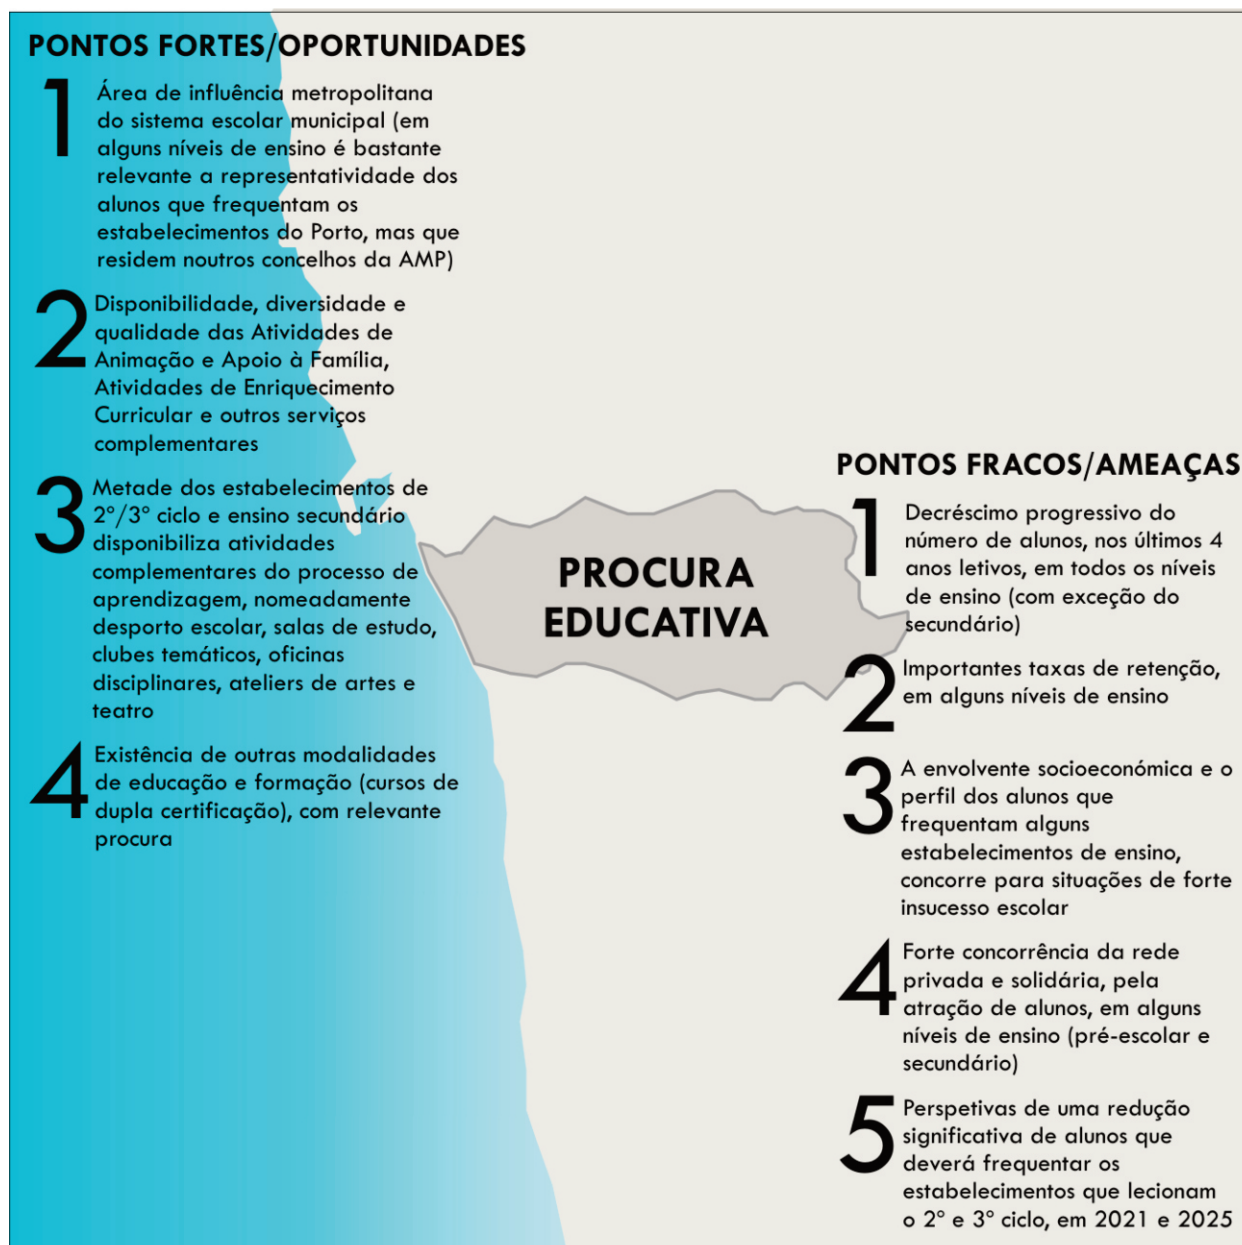 PONTOS FORTES/OPORTUNIDADES
1
Área de influência metropolitana
do sistema escolar municipal (em
alguns níveis de ensino é bastante
relevante a representatividade dos
alunos que frequentam os
estabelecimentos do Porto, mas que
residem noutros concelhos da AMP)
2
Disponibilidade, diversidade e
qualidade das Atividades de
Animação e Apoio à Família,
Atividades de Enriquecimento
Curricular e outros serviços
complementares
3
Metade dos estabelecimentos de
2º/3º ciclo e ensino secundário
disponibiliza atividades
complementares do processo de
aprendizagem, nomeadamente
desporto escolar, salas de estudo,
clubes temáticos, oficinas
disciplinares, ateliers de artes e
teatro
4
Existência de outras modalidades
de educação e formação (cursos de
dupla certificação), com relevante
procura
PROCURA
EDUCATIVA
PONTOS FRACOS/AMEAÇAS
1
Decréscimo progressivo do
número de alunos, nos últimos 4
anos letivos, em todos os níveis
de ensino (com exceção do
secundário)
2
Importantes taxas de retenção,
em alguns níveis de ensino
3
A envolvente socioeconómica e o
perfil dos alunos que
frequentam alguns
estabelecimentos de ensino,
concorre para situações de forte
insucesso escolar
4
Forte concorrência da rede
privada e solidária, pela
atração de alunos, em alguns
níveis de ensino (pré-escolar e
secundário)
5
Perspetivas de uma redução
significativa de alunos que
deverá frequentar os
estabelecimentos que lecionam
o 2º e 3º ciclo, em 2021 e 2025